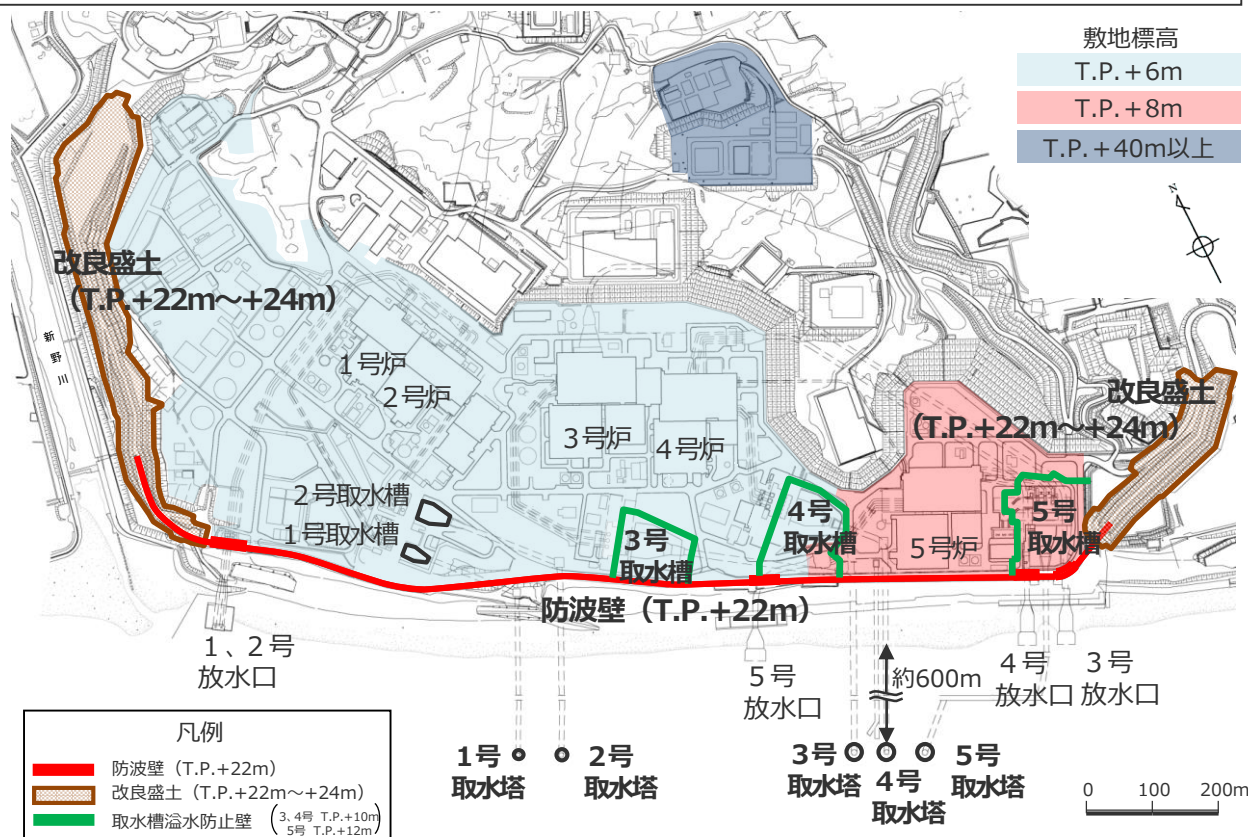 敷地標高
T.P.+6m
T.P.+8m
T.P.+40m以上
N
改良盛土
（T.P.+22m～+24m）
新野川
1号炉
2号炉
3号炉
4号炉
改良盛土
（T.P.+22m～+24m）
2号取水槽
1号取水槽
3号
取水槽
4号
取水槽
5号炉
5号
取水槽
防波壁（T.P.+22m）
1、2号
放水口
5号
放水口
約600m
4号
放水口
3号
放水口
1号
取水塔
2号
取水塔
3号
取水塔
4号
取水塔
5号
取水塔
凡例
防波壁（T.P.+22m）
改良盛土（T.P.+22m～+24m）
取水槽溢水防止壁（3、4号 T.P.+10m
5号 T.P.+12m）
0 100 200m